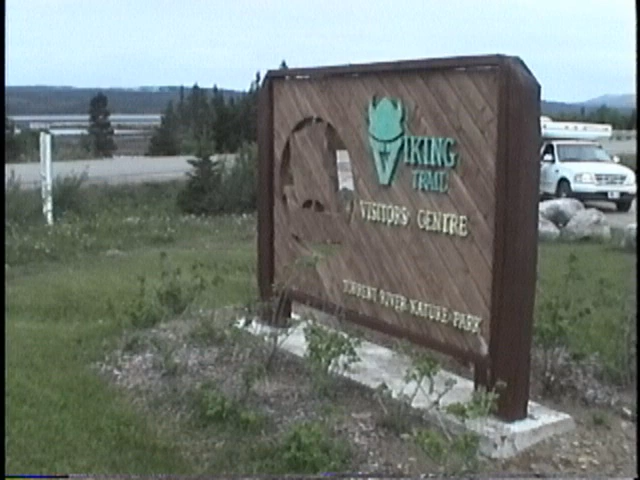 VIKING
TRAIL
VISITORS CENTRE
TORRENT·RIVER·NATURE·PARK